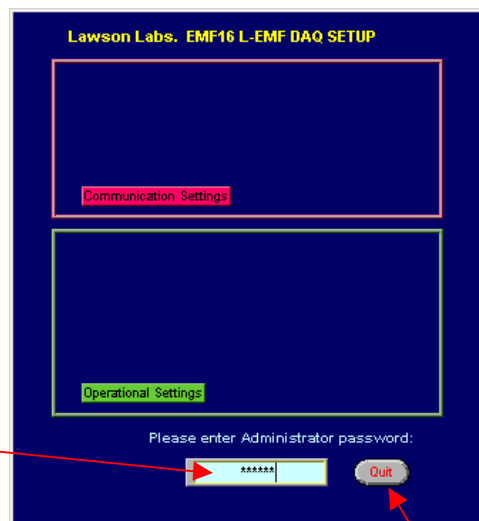 Lawson Labs. EMF16 L-EMF DAQ SETUP
Communication Settings
Operational Settings
Please enter Administrator password:
******
Quit